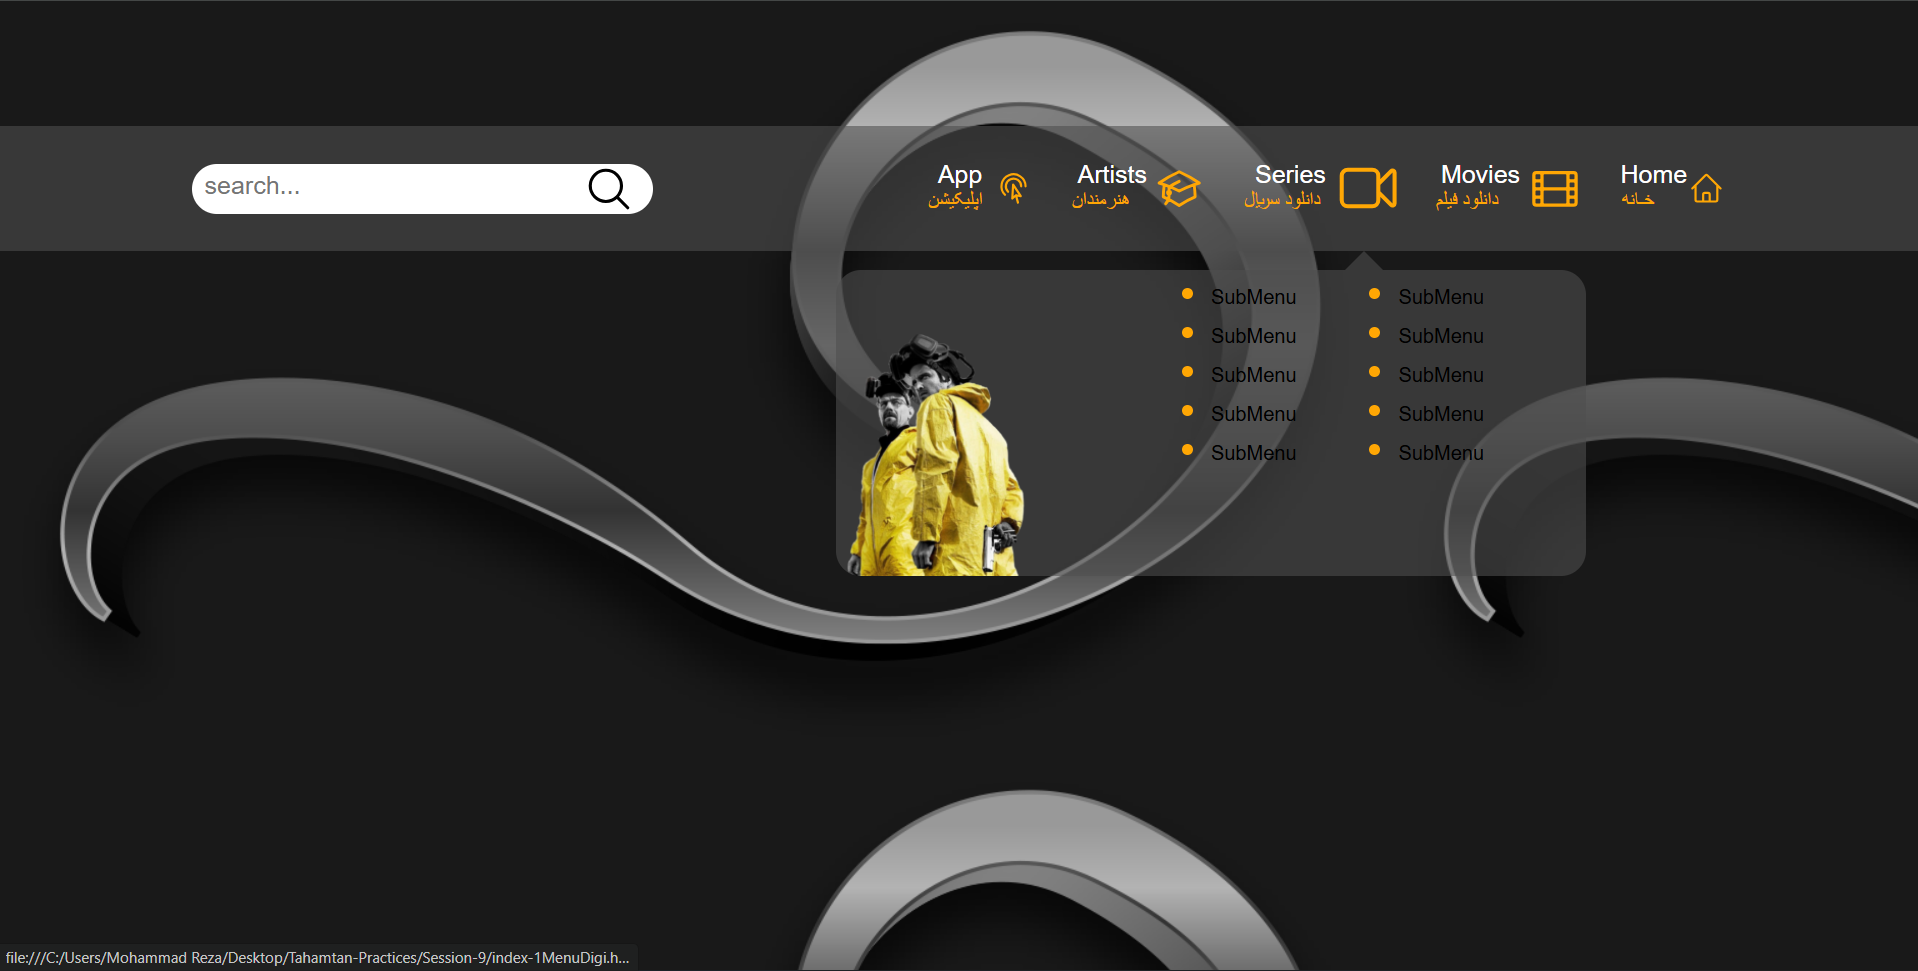 search...
App
اپلیکیشن
Artists
هنرمندان
Series
دانلود سریال
Movies
دانلود فیلم
Home
خانه
SubMenu
SubMenu
SubMenu
SubMenu
SubMenu
SubMenu
SubMenu
SubMenu
SubMenu
SubMenu
file:///C:/Users/Mohammad Reza/Desktop/Tahamtan-Practices/Session-9/index-1MenuDigi.h...